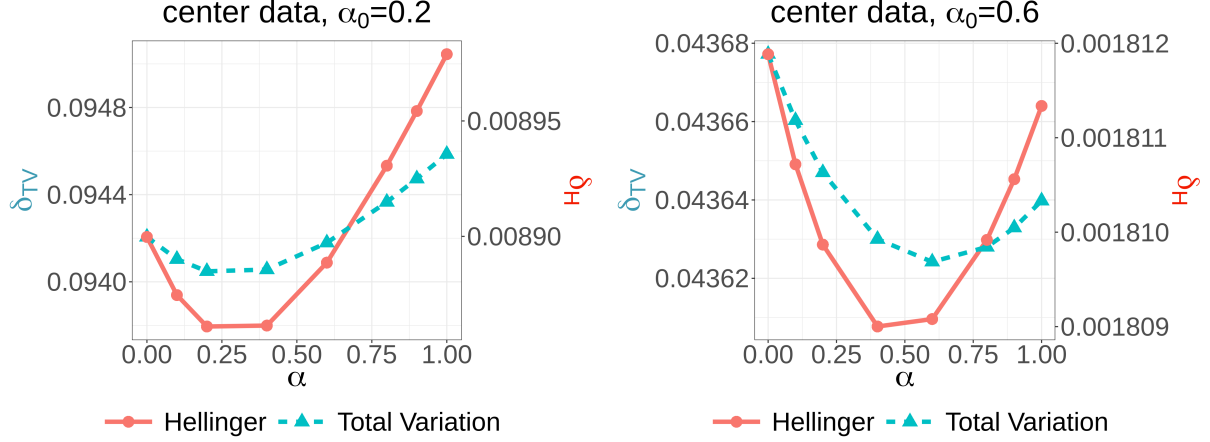 center data, α₀=0.2
0.0948
0.0944
0.0940
δTV
0.00895
0.00890
δH
0.00 0.25 0.50 0.75 1.00
α
Hellinger Total Variation
center data, α₀=0.6
0.04368
0.04366
0.04364
0.04362
δTV
0.001812
0.001811
0.001810
0.001809
δH
0.00 0.25 0.50 0.75 1.00
α
Hellinger Total Variation